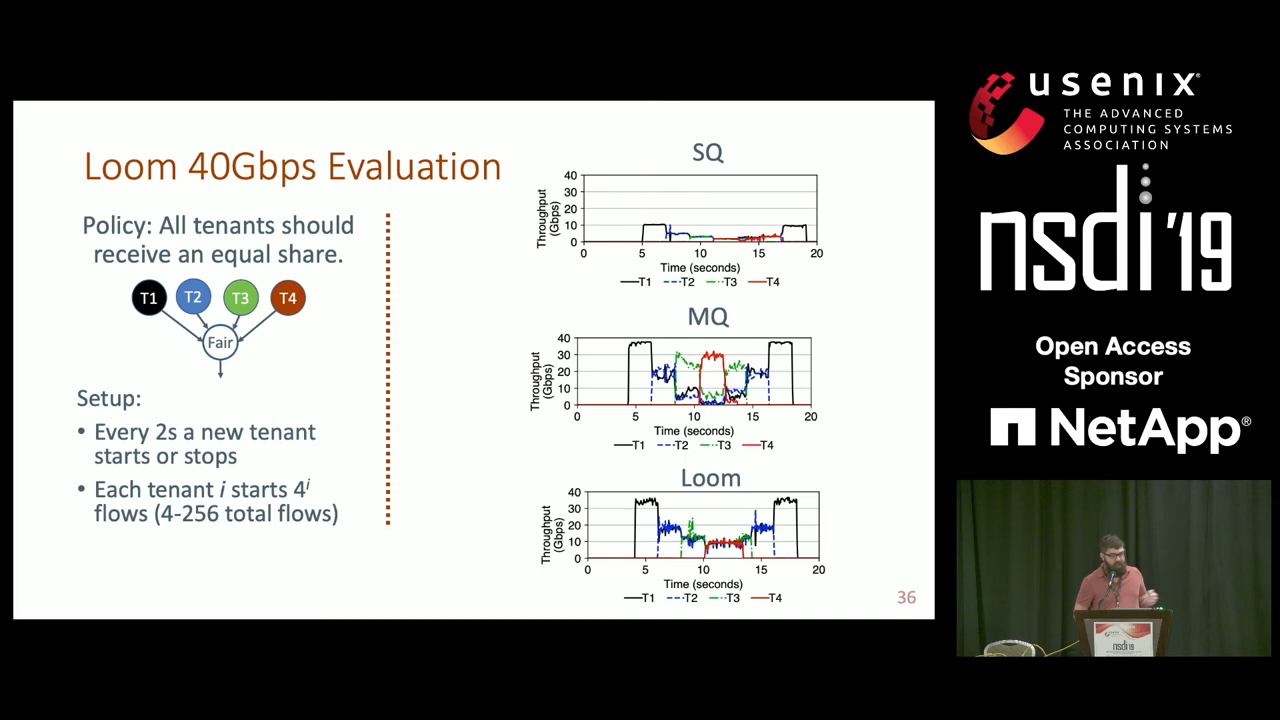 Loom 40Gbps Evaluation
Policy: All tenants should
receive an equal share.
T1 T2 T3 T4
Fair
Setup:
• Every 2s a new tenant
starts or stops
• Each tenant i starts 4^i
flows (4-256 total flows)
SQ
Throughput
(Gbps)
40
30
20
10
0
0 5 10 15 20
Time (seconds)
T1 T2 T3 T4
MQ
Throughput
(Gbps)
40
30
20
10
0
0 5 10 15 20
Time (seconds)
T1 T2 T3 T4
Loom
Throughput
(Gbps)
40
30
20
10
0
0 5 10 15 20
Time (seconds)
T1 T2 T3 T4
36
usenix®
THE ADVANCED
COMPUTING SYSTEMS
ASSOCIATION
nsdi '19
Open Access
Sponsor
NetApp®
usenix
nsdi '19